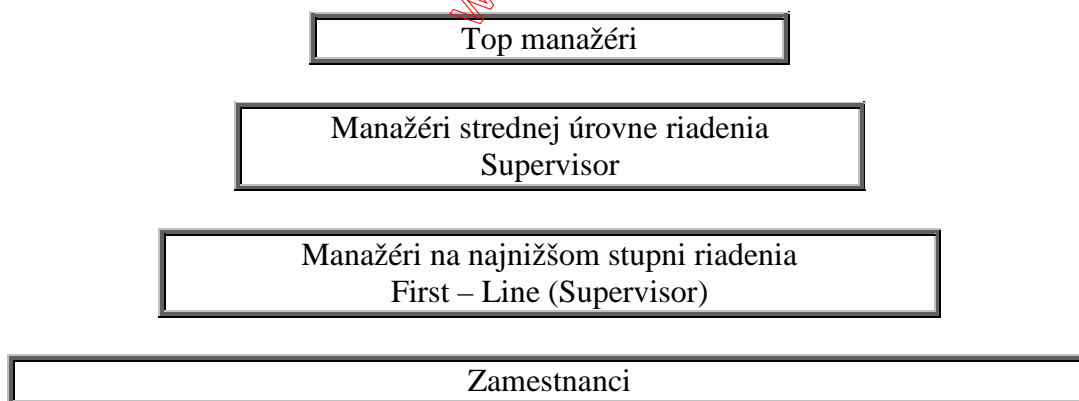 Top manažéri
Manažéri strednej úrovne riadenia
Supervisor
Manažéri na najnižšom stupni riadenia
First – Line (Supervisor)
Zamestnanci